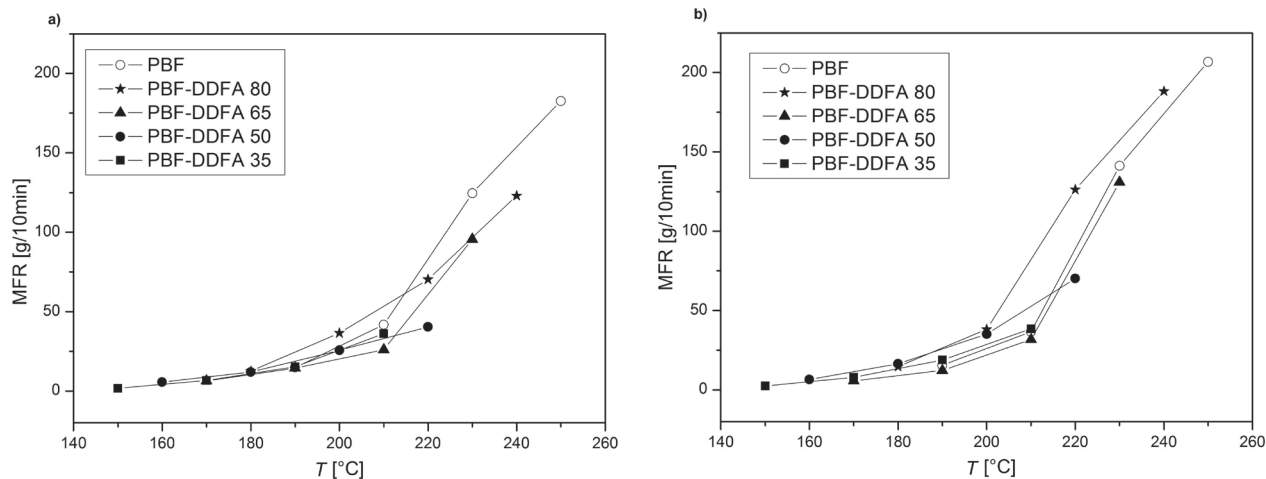 a)
PBF
PBF-DDFA 80
PBF-DDFA 65
PBF-DDFA 50
PBF-DDFA 35
MFR [g/10min]
200
150
100
50
0
140 160 180 200 220 240 260
T [°C]
b)
PBF
PBF-DDFA 80
PBF-DDFA 65
PBF-DDFA 50
PBF-DDFA 35
MFR [g/10min]
200
150
100
50
0
140 160 180 200 220 240 260
T [°C]